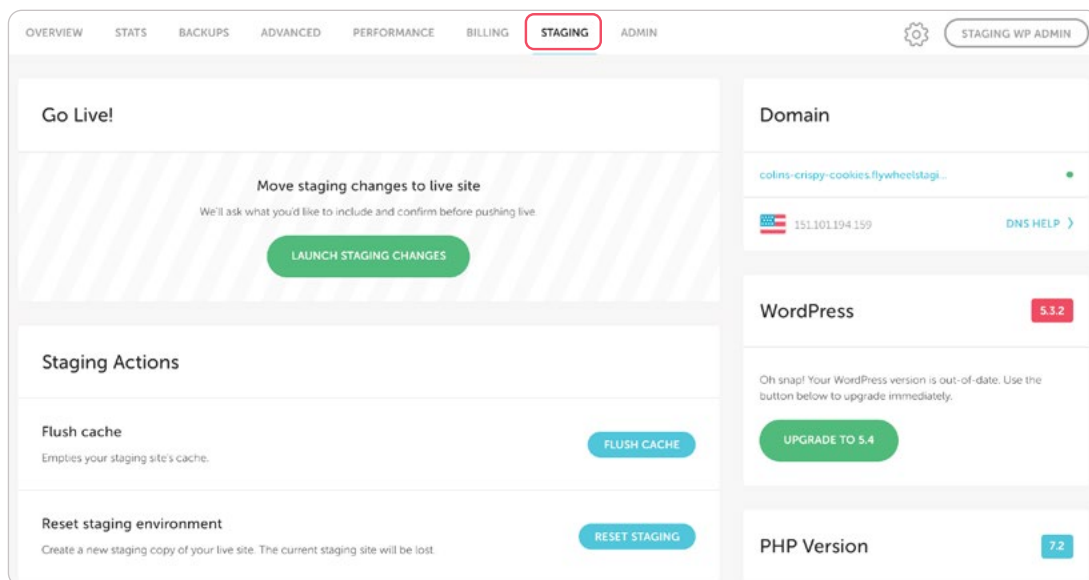 OVERVIEW STATS BACKUPS ADVANCED PERFORMANCE BILLING STAGING ADMIN STAGING WP ADMIN
Go Live!
Move staging changes to live site
We'll ask what you'd like to include and confirm before pushing live.
LAUNCH STAGING CHANGES
Staging Actions
Flush cache
Empties your staging site's cache.
FLUSH CACHE
Reset staging environment
Create a new staging copy of your live site. The current staging site will be lost.
RESET STAGING
Domain
colins-crispy-cookies.flywheelstagi...
151.101.194.159 DNS HELP
WordPress 5.3.2
Oh snap! Your WordPress version is out-of-date. Use the
button below to upgrade immediately.
UPGRADE TO 5.4
PHP Version 7.2